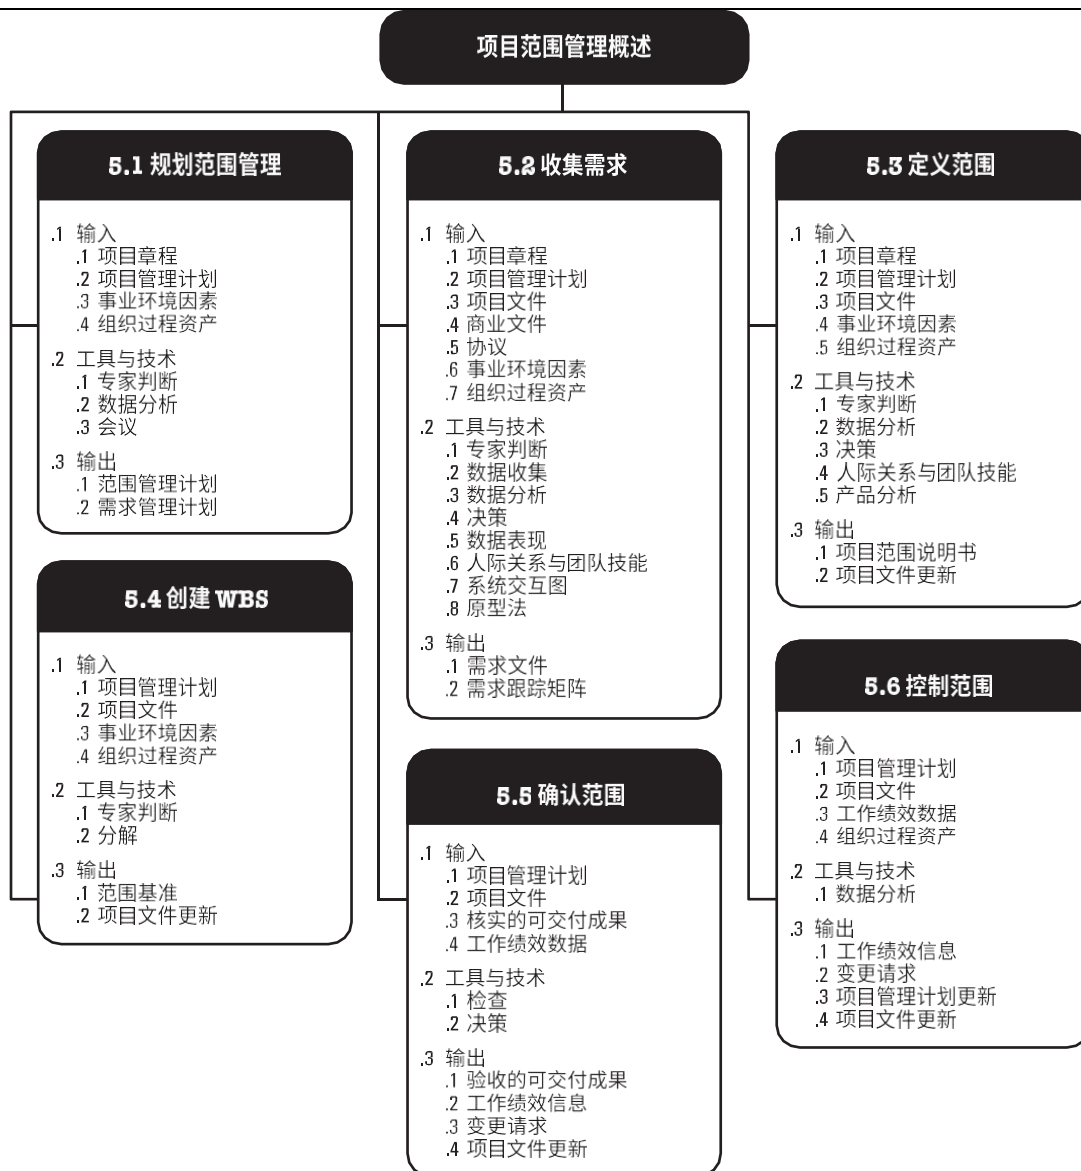 项目范围管理概述
5.1 规划范围管理
.1 输入
.1 项目章程
.2 项目管理计划
.3 事业环境因素
.4 组织过程资产
.2 工具与技术
.1 专家判断
.2 数据分析
.3 会议
.3 输出
.1 范围管理计划
.2 需求管理计划
5.2 收集需求
.1 输入
.1 项目章程
.2 项目管理计划
.3 项目文件
.4 商业文件
.5 协议
.6 事业环境因素
.7 组织过程资产
.2 工具与技术
.1 专家判断
.2 数据收集
.3 数据分析
.4 决策
.5 数据表现
.6 人际关系与团队技能
.7 系统交互图
.8 原型法
.3 输出
.1 需求文件
.2 需求跟踪矩阵
5.3 定义范围
.1 输入
.1 项目章程
.2 项目管理计划
.3 项目文件
.4 事业环境因素
.5 组织过程资产
.2 工具与技术
.1 专家判断
.2 数据分析
.3 决策
.4 人际关系与团队技能
.5 产品分析
.3 输出
.1 项目范围说明书
.2 项目文件更新
5.4 创建 WBS
.1 输入
.1 项目管理计划
.2 项目文件
.3 事业环境因素
.4 组织过程资产
.2 工具与技术
.1 专家判断
.2 分解
.3 输出
.1 范围基准
.2 项目文件更新
5.5 确认范围
.1 输入
.1 项目管理计划
.2 项目文件
.3 核实的可交付成果
.4 工作绩效数据
.2 工具与技术
.1 检查
.2 决策
.3 输出
.1 验收的可交付成果
.2 工作绩效信息
.3 变更请求
.4 项目文件更新
5.6 控制范围
.1 输入
.1 项目管理计划
.2 项目文件
.3 工作绩效数据
.4 组织过程资产
.2 工具与技术
.1 数据分析
.3 输出
.1 工作绩效信息
.2 变更请求
.3 项目管理计划更新
.4 项目文件更新